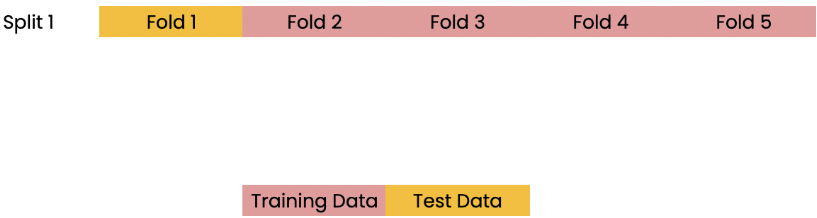 Split 1 Fold 1 Fold 2 Fold 3 Fold 4 Fold 5
Training Data Test Data